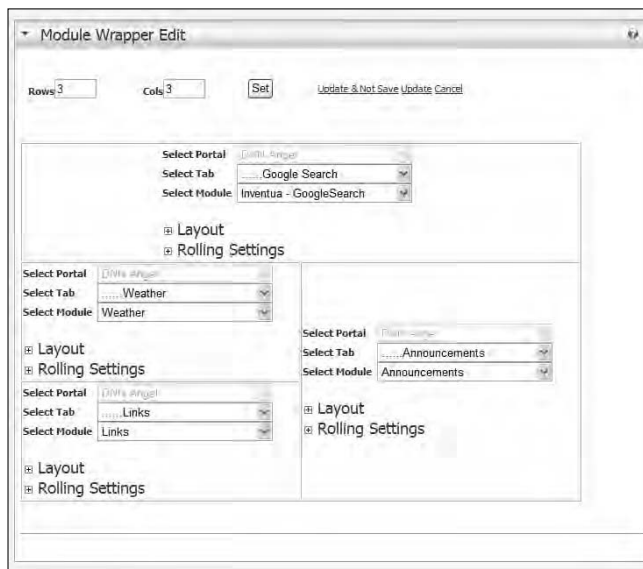 Module Wrapper Edit
Rows 3 Cols 3 Set Update & Not Save Update Cancel
Select Portal
Select Tab ......Google Search
Select Module Inventua - GoogleSearch
Layout
Rolling Settings
Select Portal
Select Tab ......Weather
Select Module Weather
Layout
Rolling Settings
Select Portal
Select Tab ......Links
Select Module Links
Layout
Rolling Settings
Select Portal
Select Tab ......Announcements
Select Module Announcements
Layout
Rolling Settings